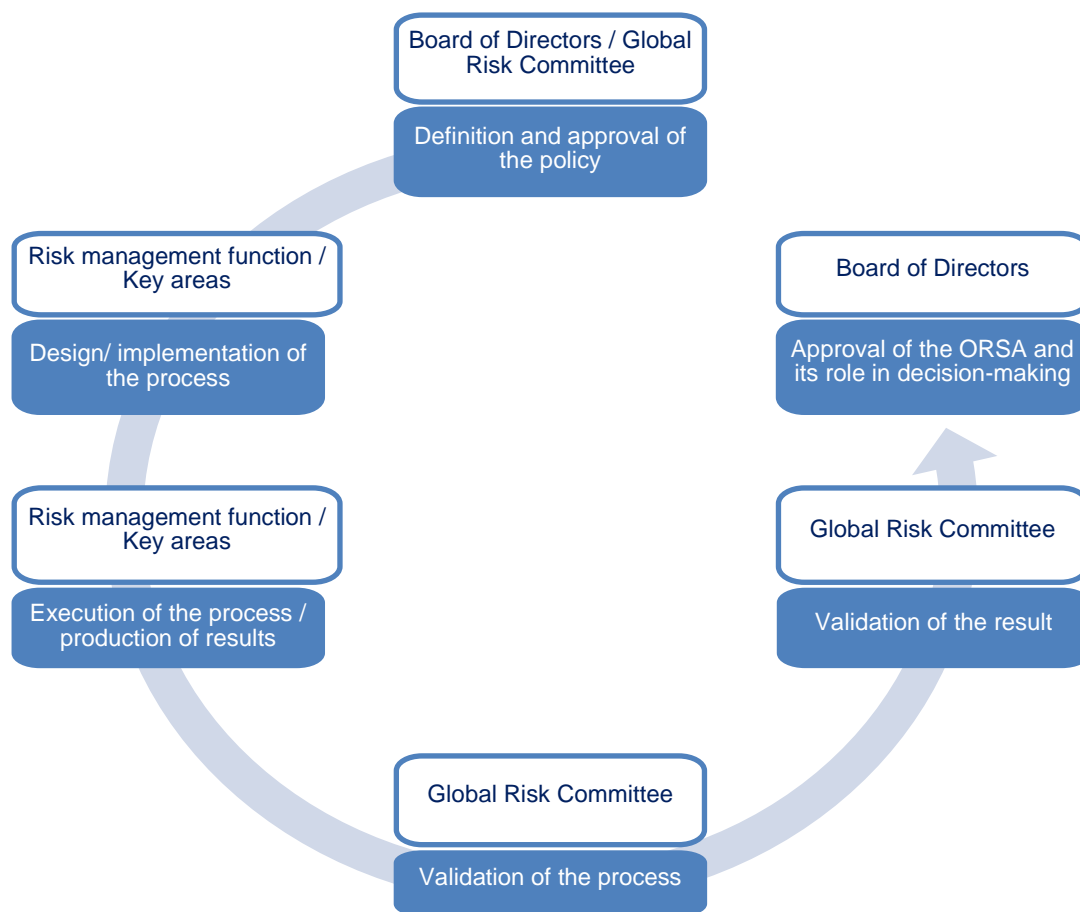 Board of Directors / Global
Risk Committee
Definition and approval of
the policy
Risk management function /
Key areas
Design/ implementation of
the process
Risk management function /
Key areas
Execution of the process /
production of results
Global Risk Committee
Validation of the process
Global Risk Committee
Validation of the result
Board of Directors
Approval of the ORSA and
its role in decision-making